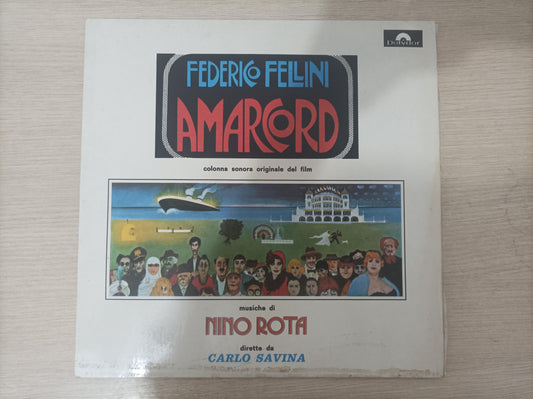 Polydor
FEDERICO FELLINI
AMARCORD
colonna sonora originale del film
musiche di
NINO ROTA
dirette da
CARLO SAVINA